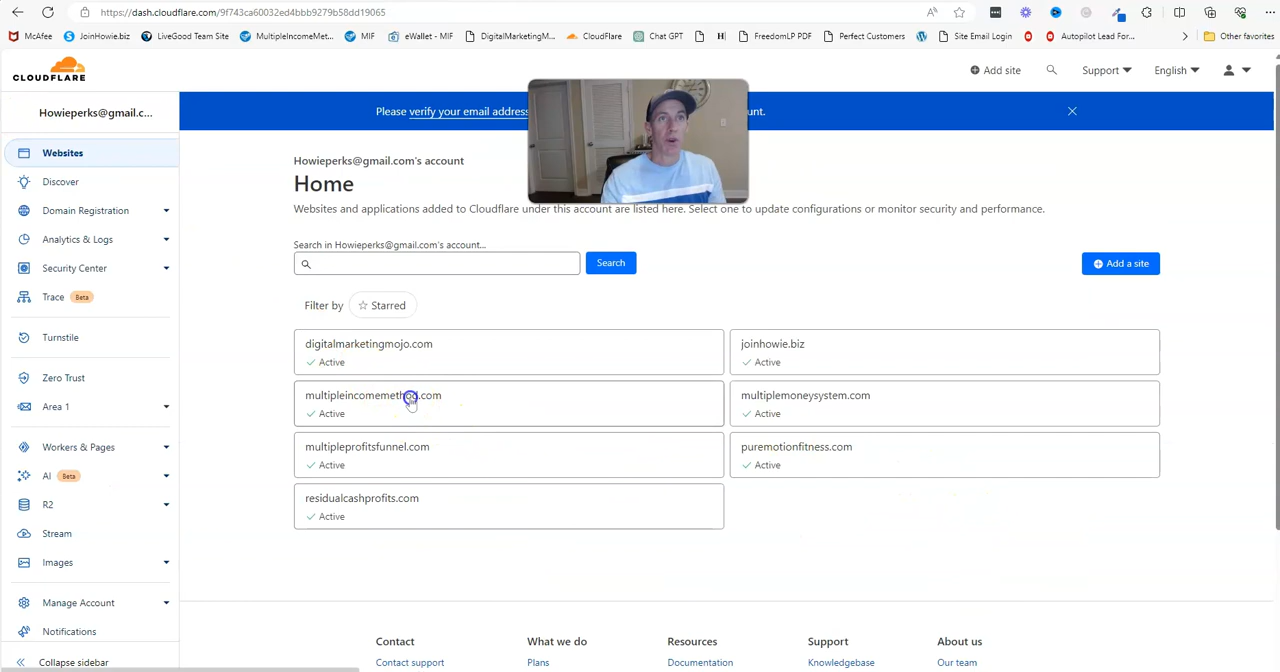 https://dash.cloudflare.com/9f743ca60032ed4bbb9279b58dd19065
McAfee JoinHowie.biz LiveGood Team Site MultipleIncomeMet... MIF eWallet - MIF DigitalMarketingM... CloudFlare Chat GPT H FreedomLP PDF Perfect Customers Site Email Login Autopilot Lead For... Other favorites
CLOUDFLARE
Add site Support English
Howieperks@gmail.c...
Please verify your email address
unt.
Websites
Discover
Domain Registration
Analytics & Logs
Security Center
Trace Beta
Turnstile
Zero Trust
Area 1
Workers & Pages
AI Beta
R2
Stream
Images
Manage Account
Notifications
Collapse sidebar
Howieperks@gmail.com's account
Home
Websites and applications added to Cloudflare under this account are listed here. Select one to update configurations or monitor security and performance.
Search in Howieperks@gmail.com's account...
Search
Add a site
Filter by Starred
digitalmarketingmojo.com
Active
joinhowie.biz
Active
multipleincomemethod.com
Active
multiplemoneysystem.com
Active
multipleprofitsfunnel.com
Active
puremotionfitness.com
Active
residualcashprofits.com
Active
Contact What we do Resources Support About us
Contact support Plans Documentation Knowledgebase Our team